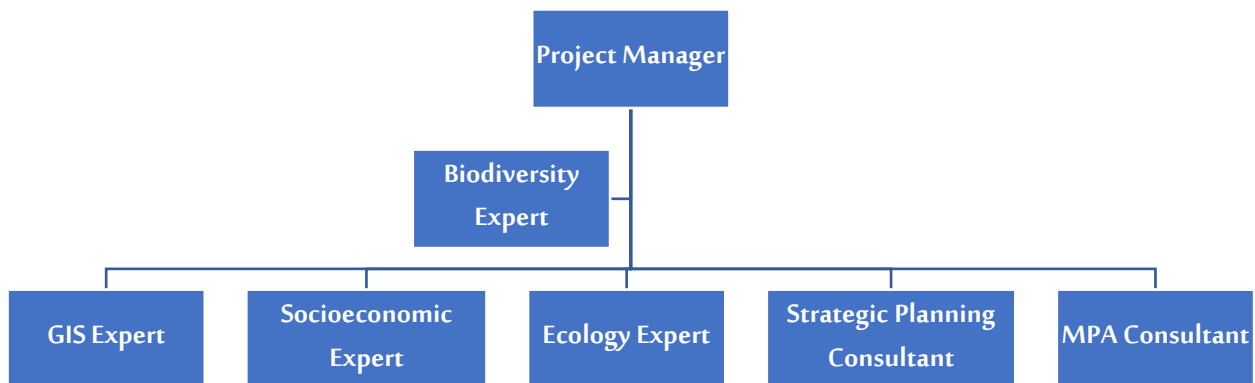 Project Manager
Biodiversity
Expert
GIS Expert
Socioeconomic
Expert
Ecology Expert
Strategic Planning
Consultant
MPA Consultant